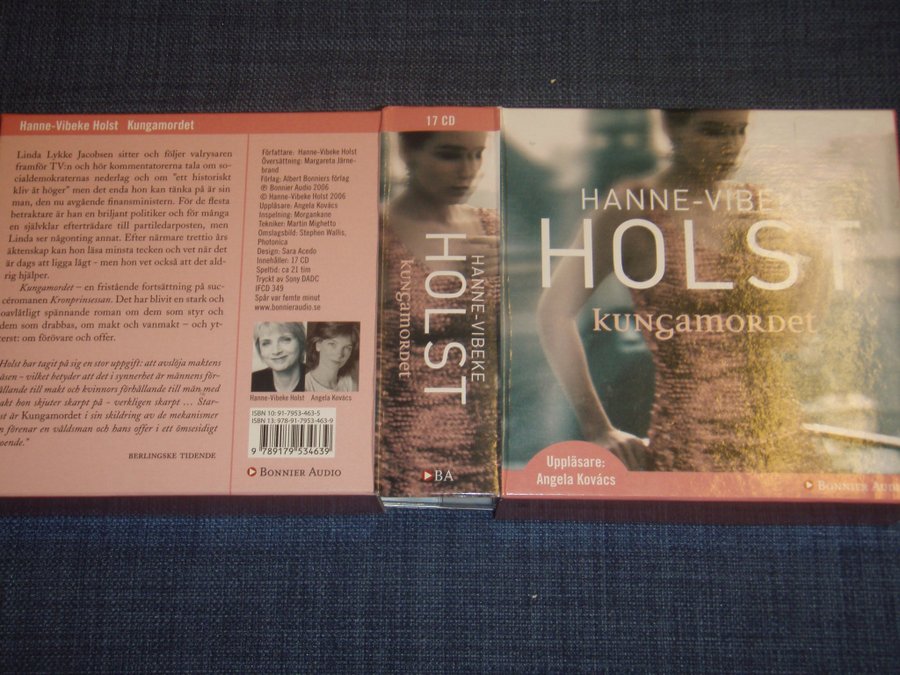 Hanne-Vibeke Holst Kungamordet
Linda Lykke Jacobsen sitter och följer valrysaren
framför TV:n och hör kommentatorerna tala om so-
cialdemokraternas nederlag och om "ett historiskt
kliv åt höger" men det enda hon kan tänka på är sin
man, den nu avgående finansministern. För de flesta
betraktare är han en briljant politiker och för många
en självklar efterträdare till partiledarposten, men
Linda ser någonting annat. Efter närmare trettio års
äktenskap kan hon läsa minsta tecken och vet när det
är dags att ligga lågt – men hon vet också att det ald-
rig hjälper.
Kungamordet – en fristående fortsättning på suc-
céromanen Kronprinsessan. Det har blivit en stark och
oavlåtligt spännande roman om dem som styr och
dem som drabbas, om makt och vanmakt – och yt-
terst: om förövare och offer.
Holst har tagit på sig en stor uppgift: att avslöja maktens
äsen – vilket betyder att det i synnerhet är männens för-
ållande till makt och kvinnors förhållande till män med
akt hon skjuter skarpt på - verkligen skarpt ... Star-
st är Kungamordet i sin skildring av de mekanismer
n förenar en våldsman och hans offer i ett ömsesidigt
oende."
BERLINGSKE TIDENDE
Författare: Hanne-Vibeke Holst
Översättning: Margareta Järne-
brand
Förlag: Albert Bonniers förlag
℗ Bonnier Audio 2006
© Hanne-Vibeke Holst 2006
Uppläsare: Angela Kovács
Inspelning: Morgankane
Tekniker: Martin Mighetto
Omslagsbild: Stephen Wallis,
Photonica
Design: Sara Acedo
Innehåller: 17 CD
Speltid: ca 21 tim
Tryckt av Sony DADC
IFCD 349
Spår var femte minut
www.bonnieraudio.se
Hanne-Vibeke Holst Angela Kovács
ISBN 10: 91-7953-463-5
ISBN 13: 978-91-7953-463-9
9 789179 534639
BONNIER AUDIO
17 CD
HANNE-VIBEKE
HOLST
Kungamordet
BA
HANNE-VIBE
HOLST
Kungamordet
Uppläsare:
Angela Kovács
BONNIER AUD